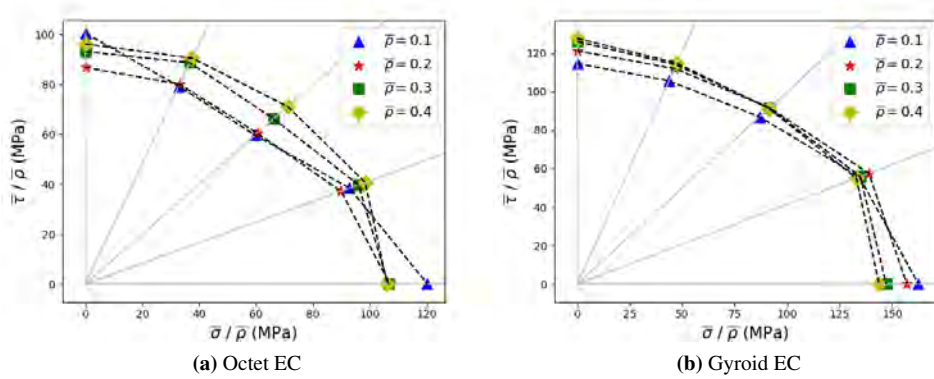 100
80
60
40
20
0
τ̅ / ρ̅ (MPa)
0 20 40 60 80 100 120
σ̅ / ρ̅ (MPa)
ρ̅ = 0.1
ρ̅ = 0.2
ρ̅ = 0.3
ρ̅ = 0.4
(a) Octet EC
120
100
80
60
40
20
0
τ̅ / ρ̅ (MPa)
0 25 50 75 100 125 150
σ̅ / ρ̅ (MPa)
ρ̅ = 0.1
ρ̅ = 0.2
ρ̅ = 0.3
ρ̅ = 0.4
(b) Gyroid EC